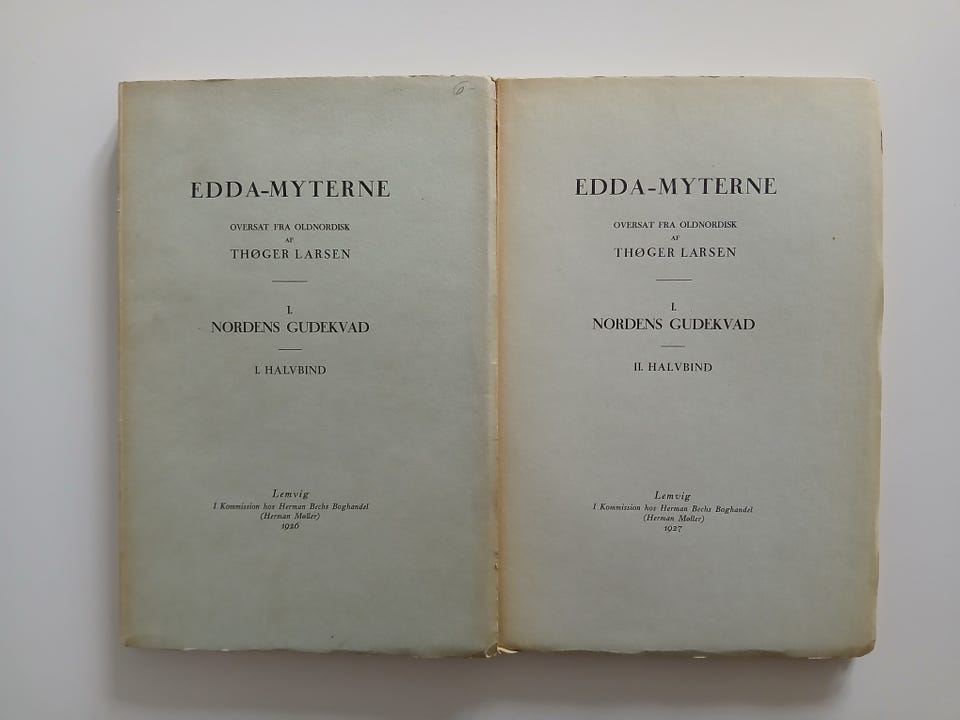 6-
EDDA-MYTERNE
OVERSAT FRA OLDNORDISK
AF
THØGER LARSEN
I.
NORDENS GUDEKVAD
I. HALVBIND
Lemvig
I Kommission hos Herman Bechs Boghandel
(Herman Møller)
1926
EDDA-MYTERNE
OVERSAT FRA OLDNORDISK
AF
THØGER LARSEN
I.
NORDENS GUDEKVAD
II. HALVBIND
Lemvig
I Kommission hos Herman Bechs Boghandel
(Herman Møller)
1927